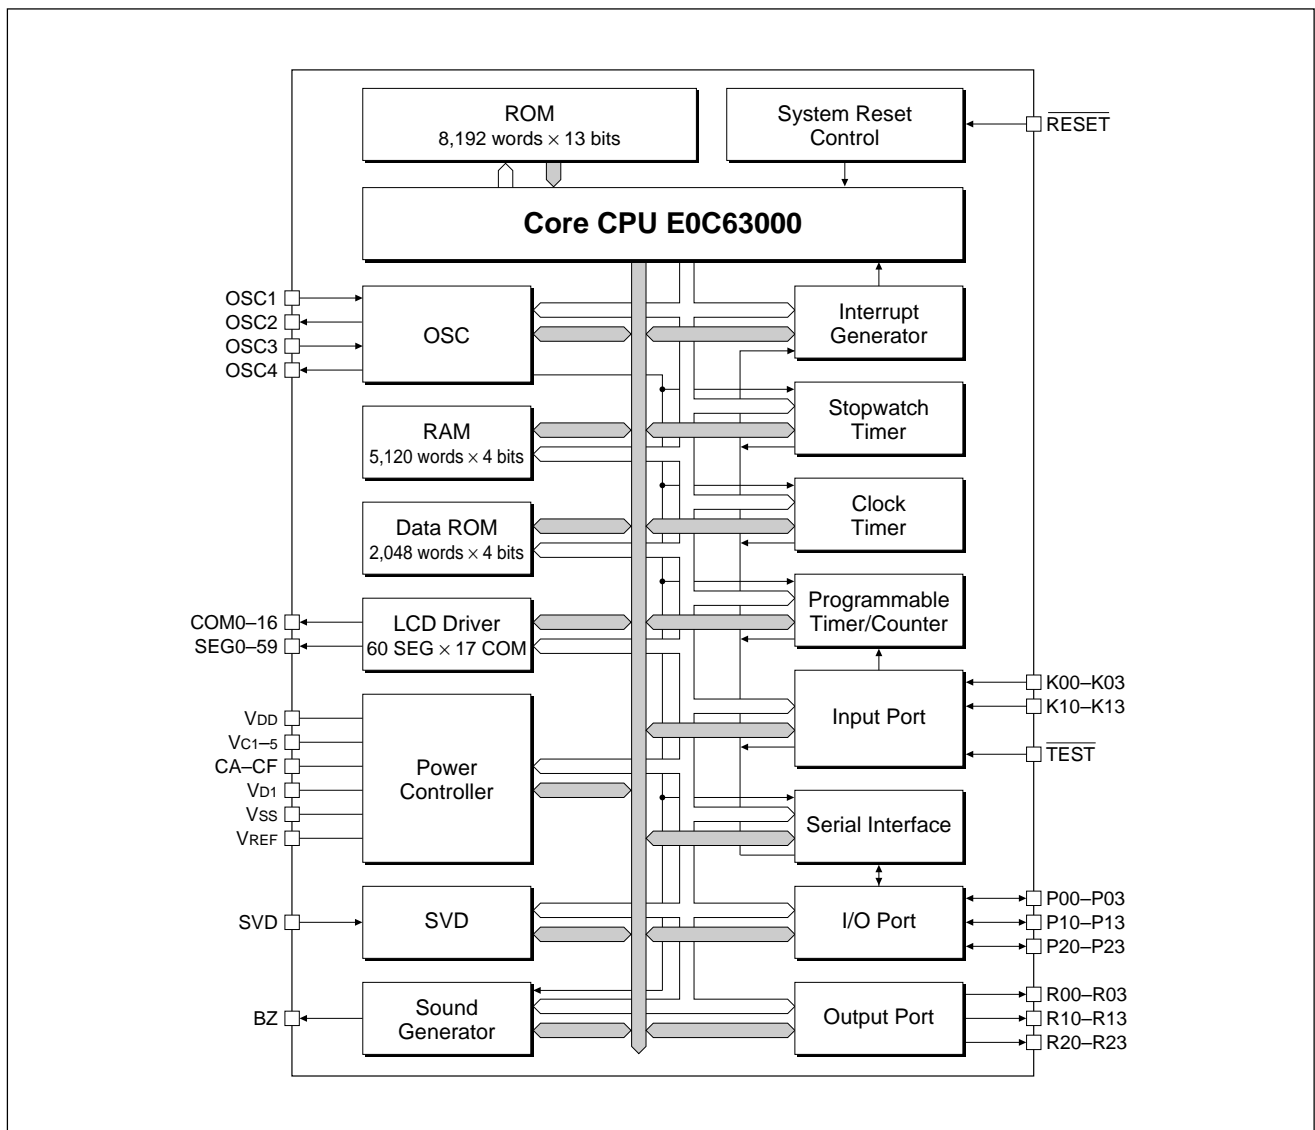 ROM
8,192 words × 13 bits
System Reset
Control
RESET
Core CPU E0C63000
OSC1
OSC2
OSC3
OSC4
OSC
Interrupt
Generator
Stopwatch
Timer
RAM
5,120 words × 4 bits
Clock
Timer
Data ROM
2,048 words × 4 bits
Programmable
Timer/Counter
COM0–16
SEG0–59
LCD Driver
60 SEG × 17 COM
Input Port
K00–K03
K10–K13
TEST
VDD
VC1–5
CA–CF
VD1
VSS
VREF
Power
Controller
Serial Interface
SVD
SVD
I/O Port
P00–P03
P10–P13
P20–P23
BZ
Sound
Generator
Output Port
R00–R03
R10–R13
R20–R23